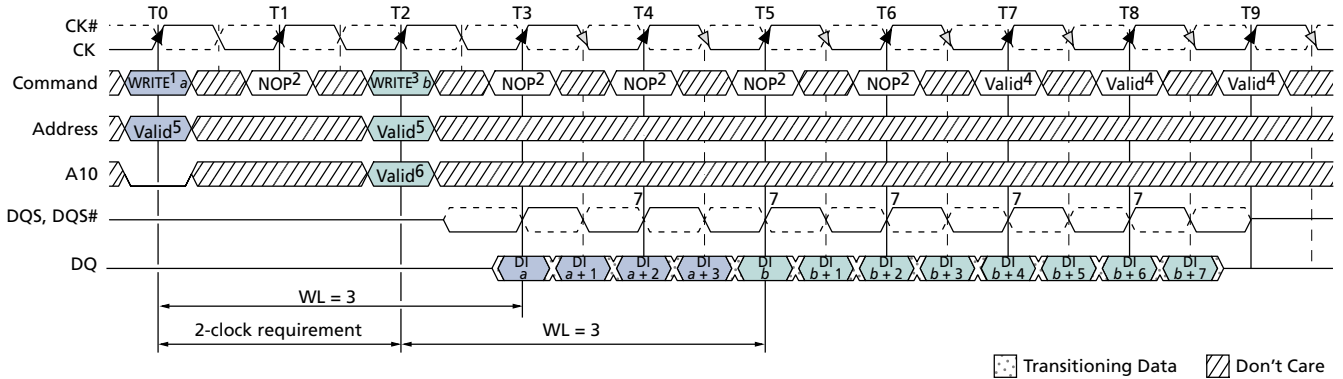 T0 T1 T2 T3 T4 T5 T6 T7 T8 T9
CK#
CK
Command WRITE1 a NOP2 WRITE3 b NOP2 NOP2 NOP2 NOP2 Valid4 Valid4 Valid4
Address Valid5 Valid5
A10 Valid6
7 7 7 7 7
DQS, DQS#
DQ DI a DI a + 1 DI a + 2 DI a + 3 DI b DI b + 1 DI b + 2 DI b + 3 DI b + 4 DI b + 5 DI b + 6 DI b + 7
WL = 3
2-clock requirement WL = 3
Transitioning Data Don't Care